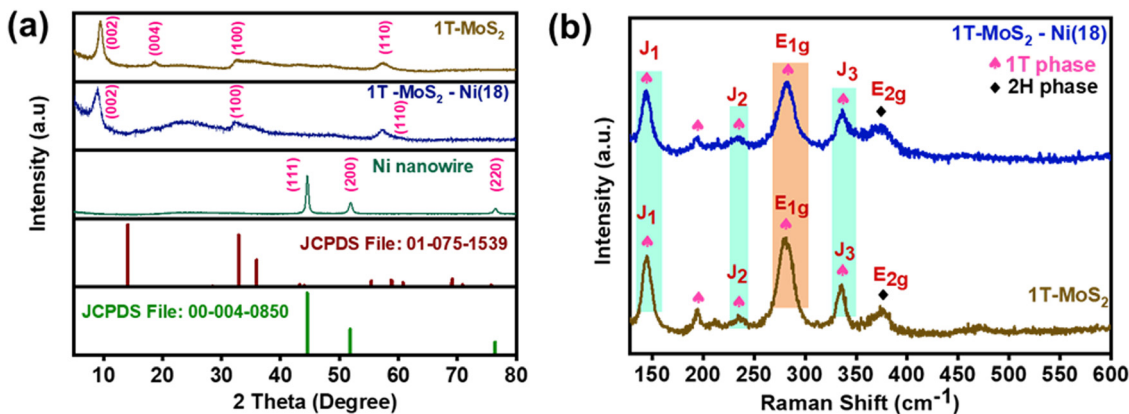 (a)
1T-MoS2
(002)
(004)
(100)
(110)
1T -MoS2 - Ni(18)
(002)
(100)
(110)
Ni nanowire
(111)
(200)
(220)
JCPDS File: 01-075-1539
JCPDS File: 00-004-0850
Intensity (a.u)
10 20 30 40 50 60 70 80
2 Theta (Degree)
(b)
1T-MoS2 - Ni(18)
1T phase
2H phase
J1
J2
E1g
J3
E2g
J1
J2
E1g
J3
E2g
1T-MoS2
Intensity (a.u.)
150 200 250 300 350 400 450 500 550 600
Raman Shift (cm-1)